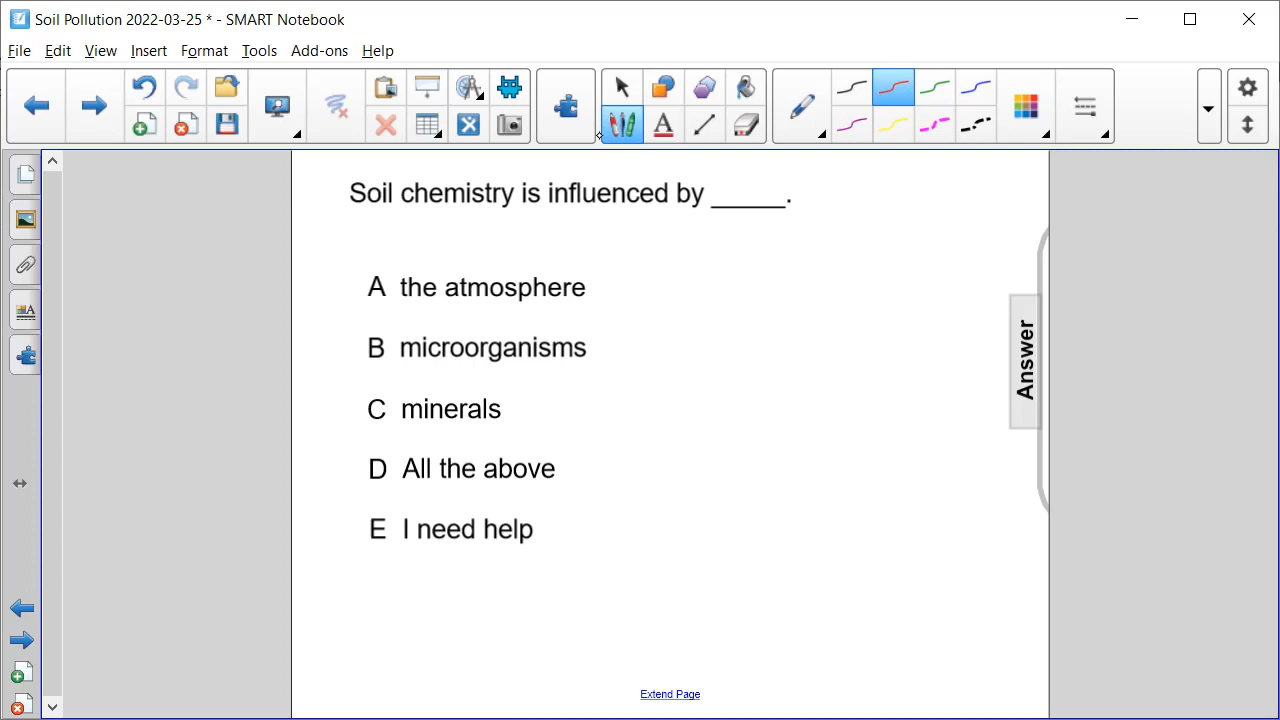 Soil Pollution 2022-03-25 * - SMART Notebook
File Edit View Insert Format Tools Add-ons Help
Soil chemistry is influenced by _____.
A the atmosphere
B microorganisms
C minerals
D All the above
E I need help
Answer
Extend Page